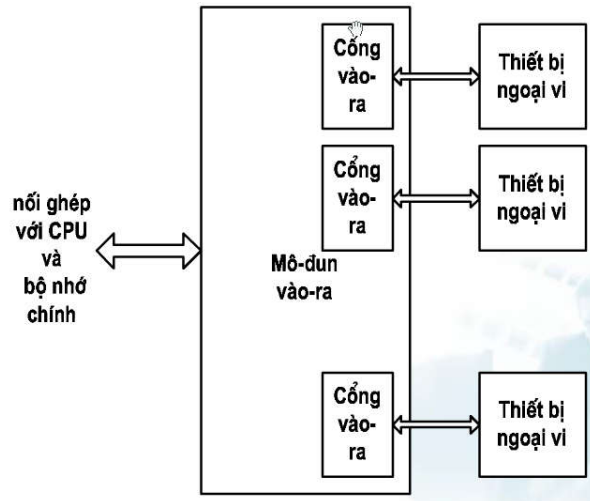 Cổng
vào-
ra
Thiết bị
ngoại vi
Cổng
vào-
ra
Thiết bị
ngoại vi
nối ghép
với CPU
và
bộ nhớ
chính
Mô-đun
vào-ra
Cổng
vào-
ra
Thiết bị
ngoại vi